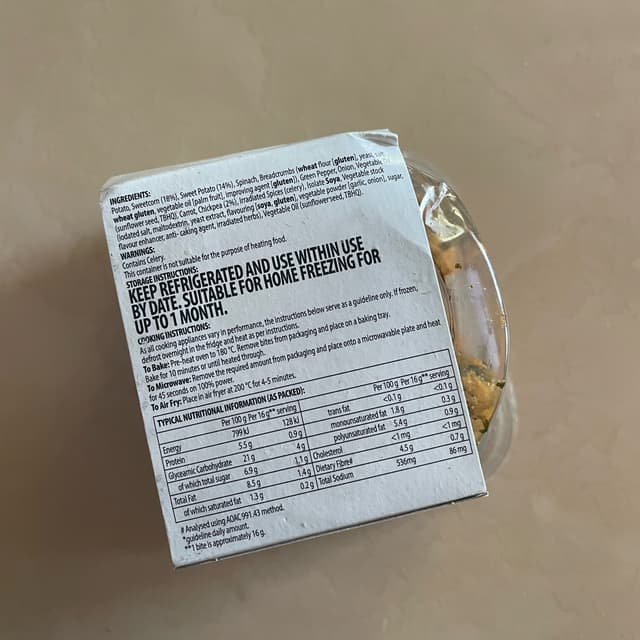 INGREDIENTS:
Potato, Sweetcorn (18%), Sweet Potato (14%), Spinach, Breadcrumbs (wheat flour [gluten], yeast, salt,
wheat gluten, vegetable oil [palm fruit], improving agent [gluten]), Green Pepper, Onion, Vegetable
(sunflower seed, TBHQ), Carrot, Chickpea (2%), Irradiated Spices (celery), Isolate Soya, Vegetable stock
(iodated salt, maltodextrin, yeast extract, flavouring [soya, gluten], vegetable powder [garlic, onion], sugar,
flavour enhancer, anti- caking agent, irradiated herbs), Vegetable Oil (sunflower seed, TBHQ).
WARNINGS:
Contains Celery.
This container is not suitable for the purpose of heating food.
STORAGE INSTRUCTIONS:
KEEP REFRIGERATED AND USE WITHIN USE
BY DATE. SUITABLE FOR HOME FREEZING FOR
UP TO 1 MONTH.
COOKING INSTRUCTIONS:
As all cooking appliances vary in performance, the instructions below serve as a guideline only. If frozen,
defrost overnight in the fridge and heat as per instructions.
To Bake: Pre-heat oven to 180 °C. Remove bites from packaging and place on a baking tray.
Bake for 10 minutes or until heated through.
To Microwave: Remove the required amount from packaging and place onto a microwavable plate and heat
for 45 seconds on 100% power.
To Air Fry: Place in air fryer at 200 °C for 4-5 minutes.
TYPICAL NUTRITIONAL INFORMATION (AS PACKED):
Per 100 g Per 16 g** serving
Energy 799 kJ 128 kJ
Protein 5.5 g 0.9 g
Glycaemic Carbohydrate 21 g 4 g
of which total sugar 6.9 g 1.1 g
Total Fat 8.5 g 1.4 g
of which saturated fat 1.3 g 0.2 g
Per 100 g Per 16 g** serving
trans fat <0.1 g <0.1 g
monounsaturated fat 1.8 g 0.3 g
polyunsaturated fat 5.4 g 0.9 g
Cholesterol <1 mg <1 mg
Dietary Fibre# 4.5 g 0.7 g
Total Sodium 536mg 86 mg
# Analysed using AOAC 991.43 method.
*guideline daily amount.
**1 bite is approximately 16 g.